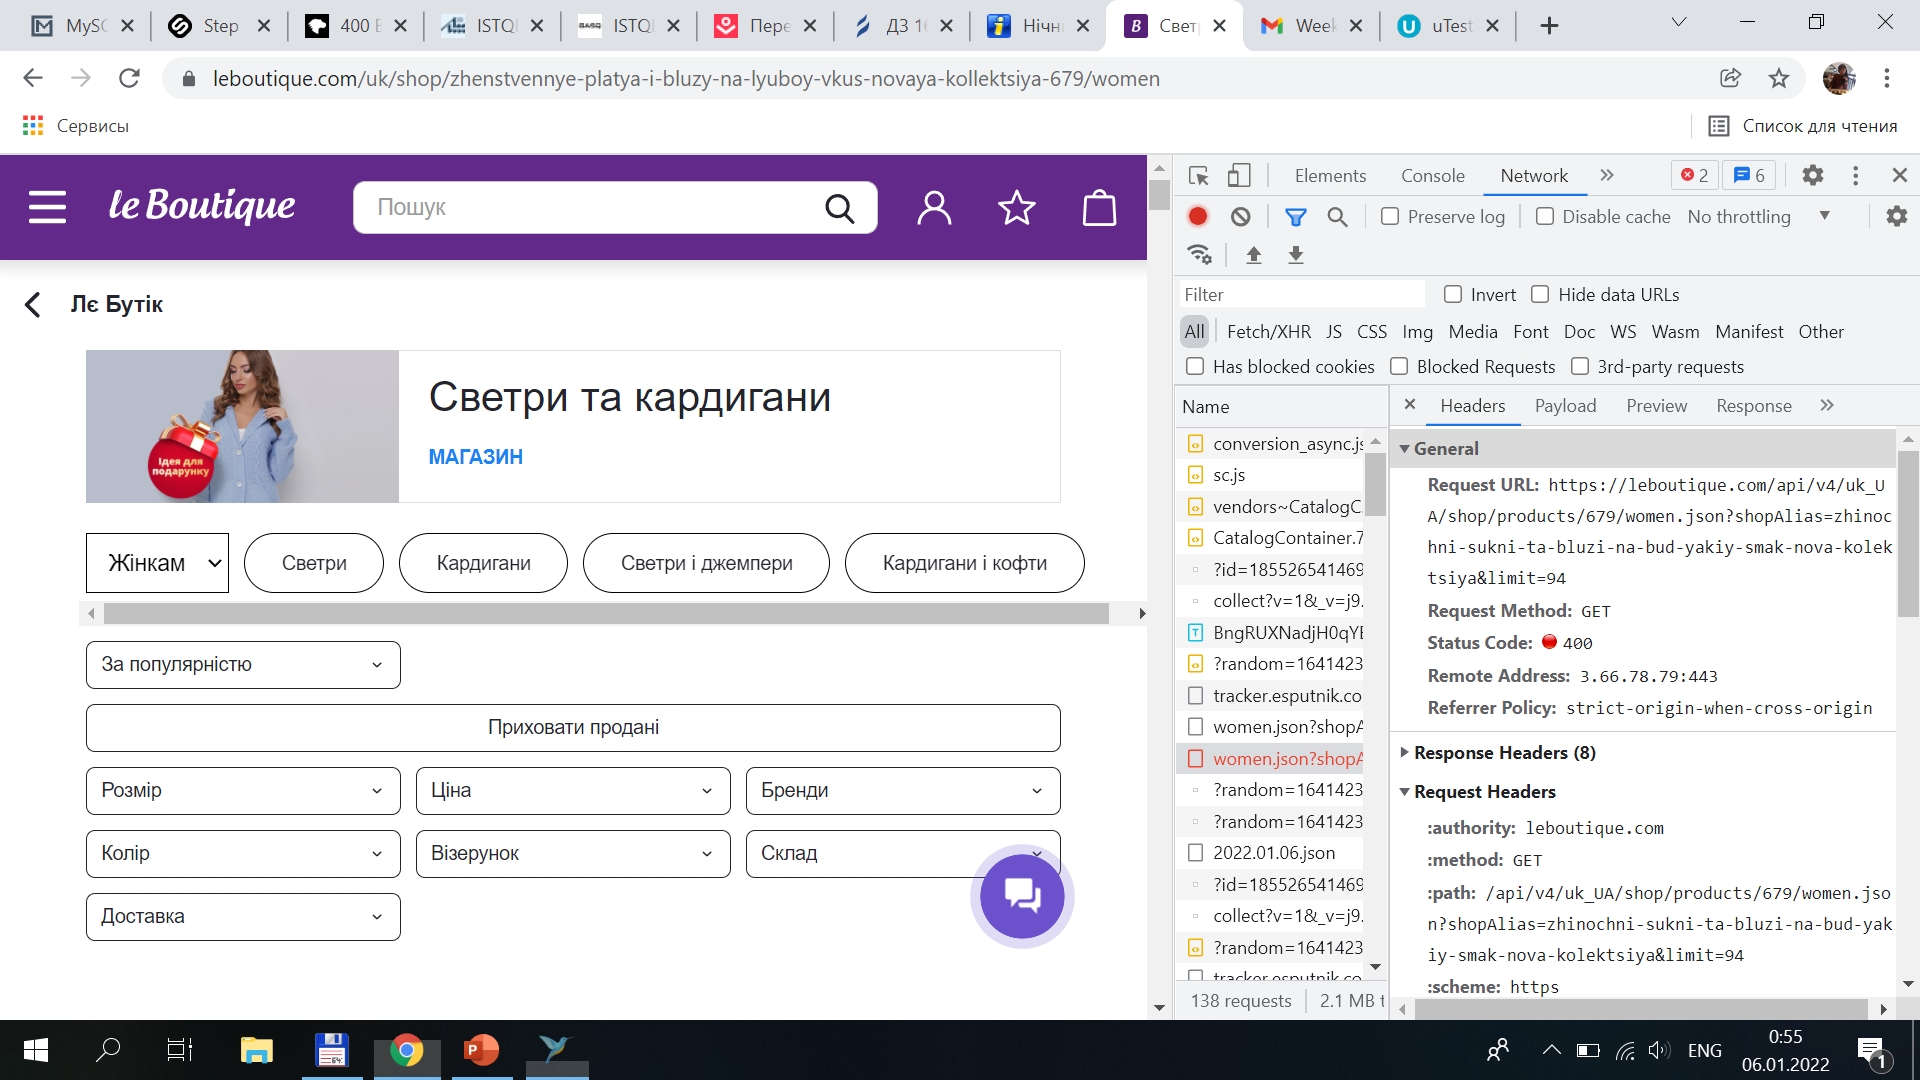 MySC
Step
400 E
ISTQI
ISTQI
Пере
ДЗ 1
Нічн
Свет
Week
uTest
leboutique.com/uk/shop/zhenstvennye-platya-i-bluzy-na-lyuboy-vkus-novaya-kollektsiya-679/women
Сервисы
Список для чтения
le Boutique
Пошук
Лє Бутік
Ідея для
подарунку
Светри та кардигани
МАГАЗИН
Жінкам
Светри
Кардигани
Светри і джемпери
Кардигани і кофти
За популярністю
Приховати продані
Розмір
Ціна
Бренди
Колір
Візерунок
Склад
Доставка
Elements
Console
Network
2
6
Preserve log
Disable cache
No throttling
Filter
Invert
Hide data URLs
All
Fetch/XHR
JS
CSS
Img
Media
Font
Doc
WS
Wasm
Manifest
Other
Has blocked cookies
Blocked Requests
3rd-party requests
Name
conversion_async.js
sc.js
vendors~CatalogC
CatalogContainer.7
?id=185526541469
collect?v=1&_v=j9.
BngRUXNadjH0qYE
?random=1641423
tracker.esputnik.co
women.json?shopA
women.json?shopA
?random=1641423
?random=1641423
2022.01.06.json
?id=185526541469
collect?v=1&_v=j9.
?random=1641423
tracker.esputnik.co
138 requests
2.1 MB t
Headers
Payload
Preview
Response
General
Request URL: https://leboutique.com/api/v4/uk_U
A/shop/products/679/women.json?shopAlias=zhinoc
hni-sukni-ta-bluzi-na-bud-yakiy-smak-nova-kolek
tsiya&limit=94
Request Method: GET
Status Code: 400
Remote Address: 3.66.78.79:443
Referrer Policy: strict-origin-when-cross-origin
Response Headers (8)
Request Headers
:authority: leboutique.com
:method: GET
:path: /api/v4/uk_UA/shop/products/679/women.jso
n?shopAlias=zhinochni-sukni-ta-bluzi-na-bud-yak
iy-smak-nova-kolektsiya&limit=94
:scheme: https
ENG
0:55
06.01.2022
1